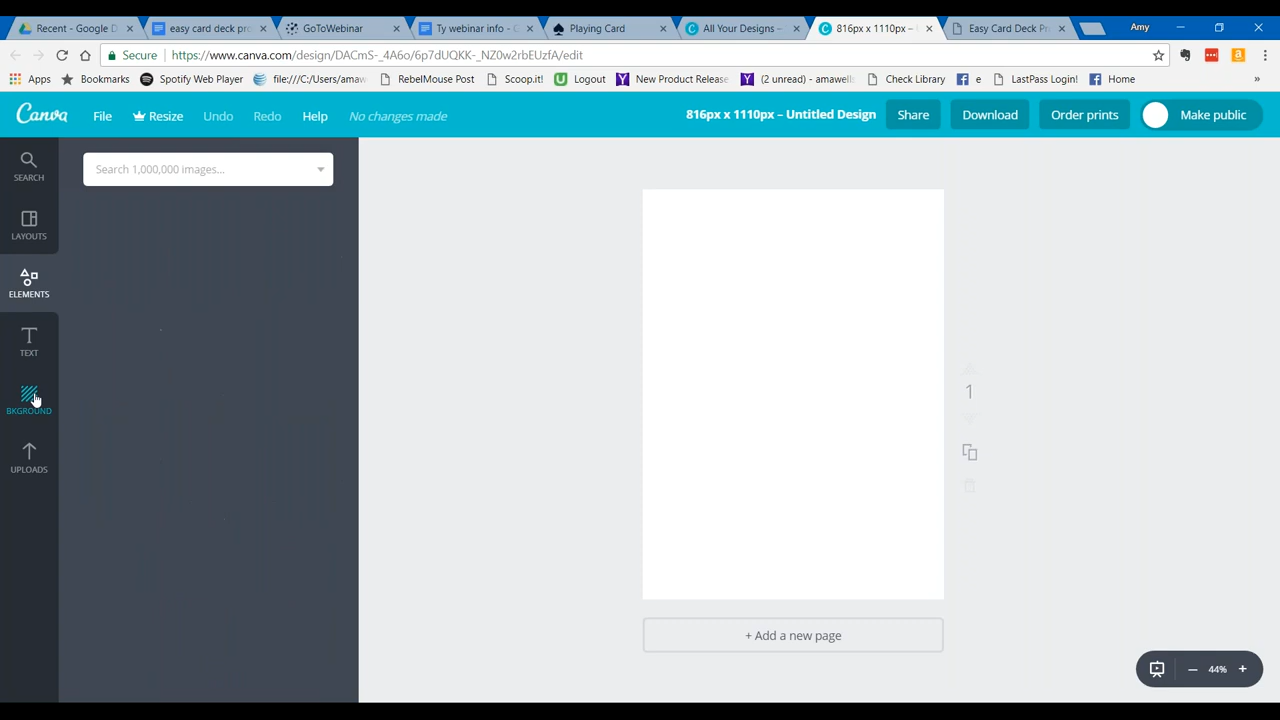 Recent - Google D
easy card deck pro
GoToWebinar
Ty webinar info - G
Playing Card
All Your Designs –
816px x 1110px –
Easy Card Deck Pr
Amy
Secure
https://www.canva.com/design/DACmS-_4A6o/6p7dUQKK-_NZ0w2rbEUzfA/edit
Apps
Bookmarks
Spotify Web Player
file:///C:/Users/amaw
RebelMouse Post
Scoop.it!
Logout
New Product Rele
(2 unread) - amaweil
Check Library
e
LastPass Login!
Home
»
Canva
File
Resize
Undo
Redo
Help
No changes made
816px x 1110px – Untitled Design
Share
Download
Order prints
Make public
SEARCH
Search 1,000,000 images...
LAYOUTS
ELEMENTS
TEXT
BKGROUND
UPLOADS
1
+ Add a new page
44%